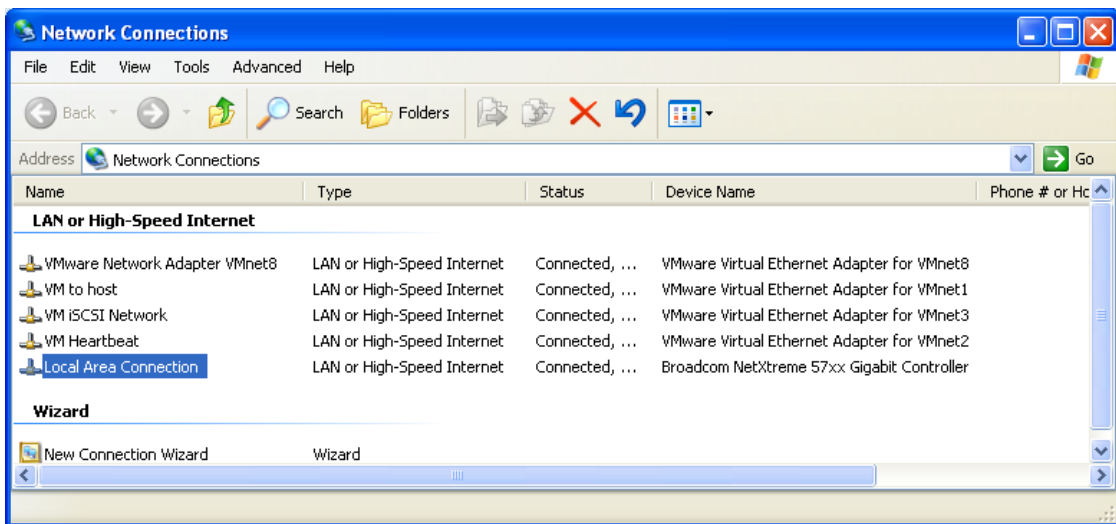 Network Connections
File Edit View Tools Advanced Help
Back Search Folders
Address Network Connections Go
Name Type Status Device Name Phone # or Hc
LAN or High-Speed Internet
VMware Network Adapter VMnet8 LAN or High-Speed Internet Connected, ... VMware Virtual Ethernet Adapter for VMnet8
VM to host LAN or High-Speed Internet Connected, ... VMware Virtual Ethernet Adapter for VMnet1
VM iSCSI Network LAN or High-Speed Internet Connected, ... VMware Virtual Ethernet Adapter for VMnet3
VM Heartbeat LAN or High-Speed Internet Connected, ... VMware Virtual Ethernet Adapter for VMnet2
Local Area Connection LAN or High-Speed Internet Connected, ... Broadcom NetXtreme 57xx Gigabit Controller
Wizard
New Connection Wizard Wizard